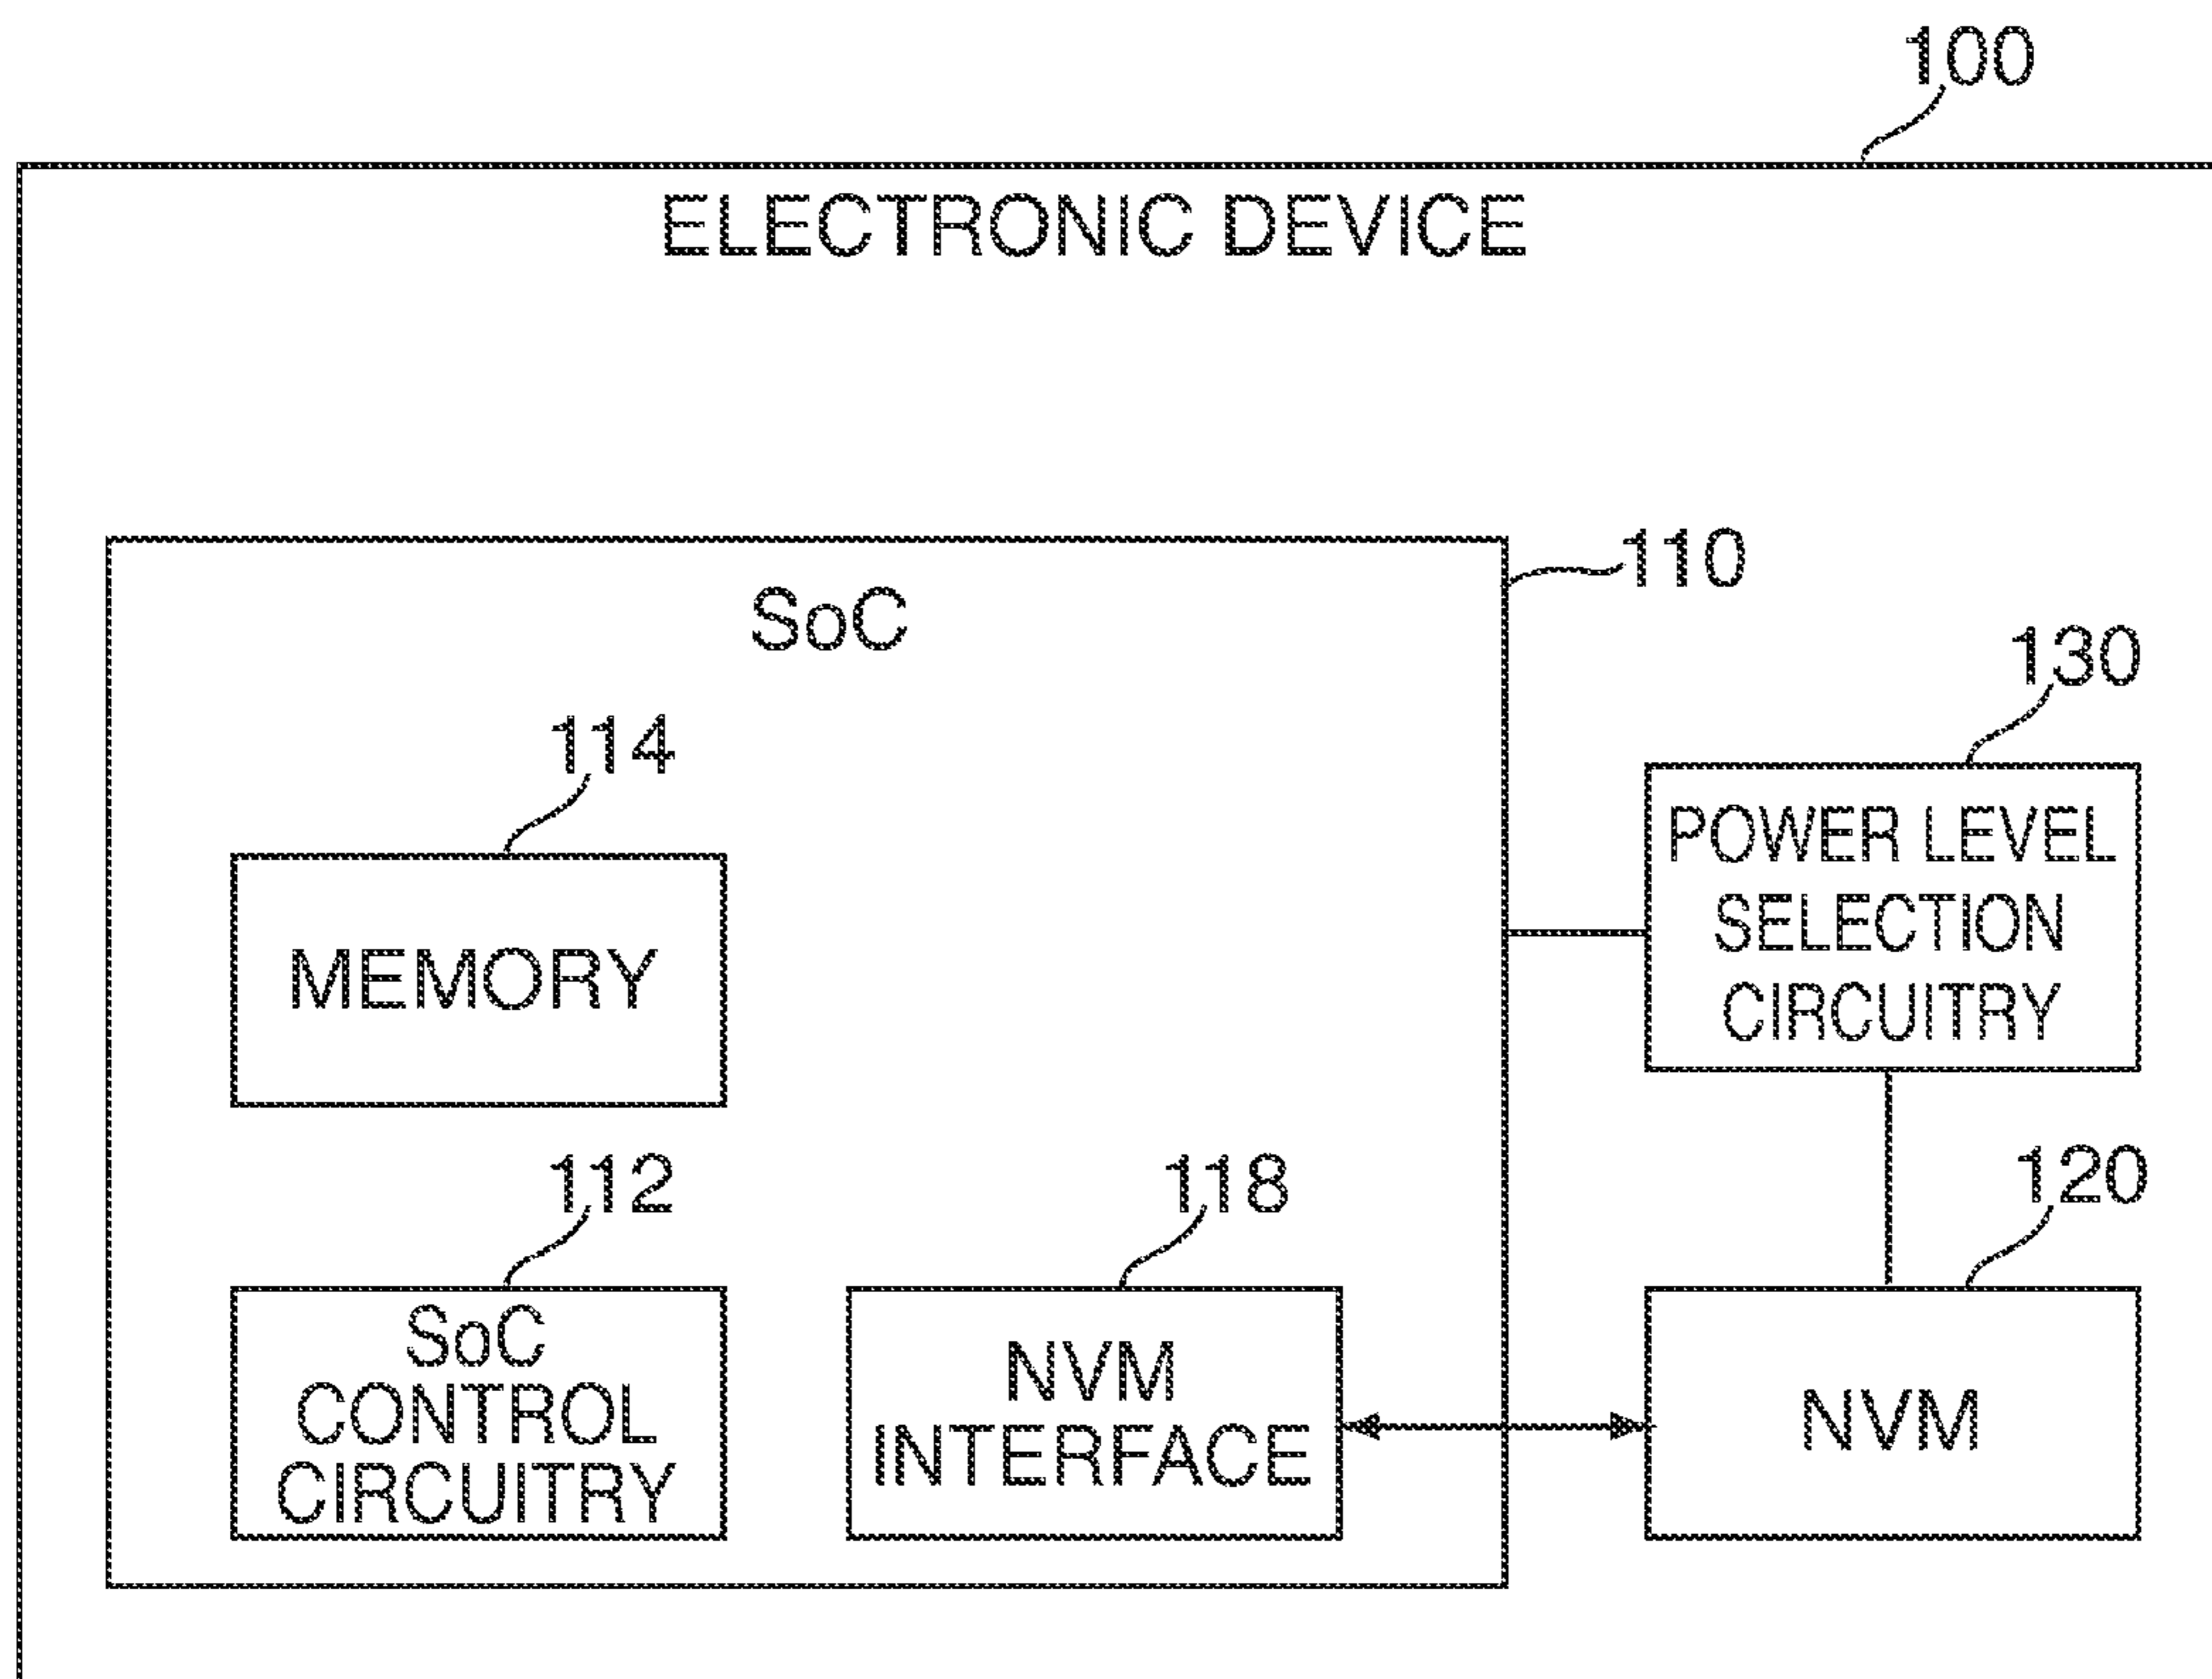 100
ELECTRONIC DEVICE
110
SoC
130
114
POWER LEVEL
SELECTION
CIRCUITRY
MEMORY
112
118
120
SoC
CONTROL
CIRCUITRY
NVM
INTERFACE
NVM